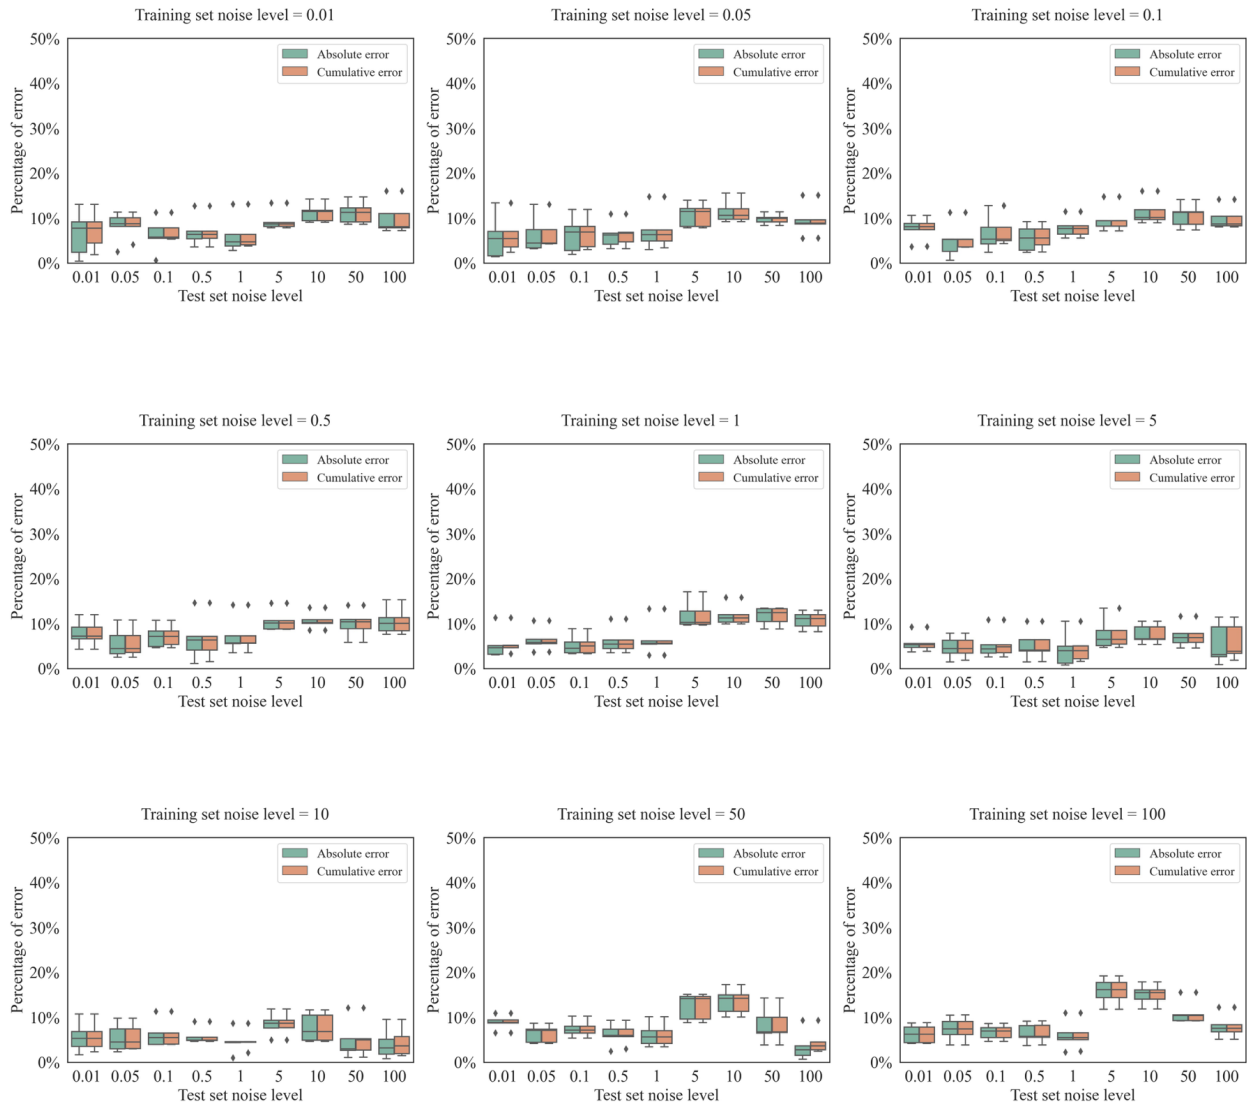 Training set noise level = 0.01
Training set noise level = 0.05
Training set noise level = 0.1
50%
40%
30%
20%
10%
0%
Percentage of error
Absolute error
Cumulative error
0.01 0.05 0.1 0.5 1 5 10 50 100
Test set noise level
50%
40%
30%
20%
10%
0%
Percentage of error
Absolute error
Cumulative error
0.01 0.05 0.1 0.5 1 5 10 50 100
Test set noise level
50%
40%
30%
20%
10%
0%
Percentage of error
Absolute error
Cumulative error
0.01 0.05 0.1 0.5 1 5 10 50 100
Test set noise level
Training set noise level = 0.5
Training set noise level = 1
Training set noise level = 5
50%
40%
30%
20%
10%
0%
Percentage of error
Absolute error
Cumulative error
0.01 0.05 0.1 0.5 1 5 10 50 100
Test set noise level
50%
40%
30%
20%
10%
0%
Percentage of error
Absolute error
Cumulative error
0.01 0.05 0.1 0.5 1 5 10 50 100
Test set noise level
50%
40%
30%
20%
10%
0%
Percentage of error
Absolute error
Cumulative error
0.01 0.05 0.1 0.5 1 5 10 50 100
Test set noise level
Training set noise level = 10
Training set noise level = 50
Training set noise level = 100
50%
40%
30%
20%
10%
0%
Percentage of error
Absolute error
Cumulative error
0.01 0.05 0.1 0.5 1 5 10 50 100
Test set noise level
50%
40%
30%
20%
10%
0%
Percentage of error
Absolute error
Cumulative error
0.01 0.05 0.1 0.5 1 5 10 50 100
Test set noise level
50%
40%
30%
20%
10%
0%
Percentage of error
Absolute error
Cumulative error
0.01 0.05 0.1 0.5 1 5 10 50 100
Test set noise level